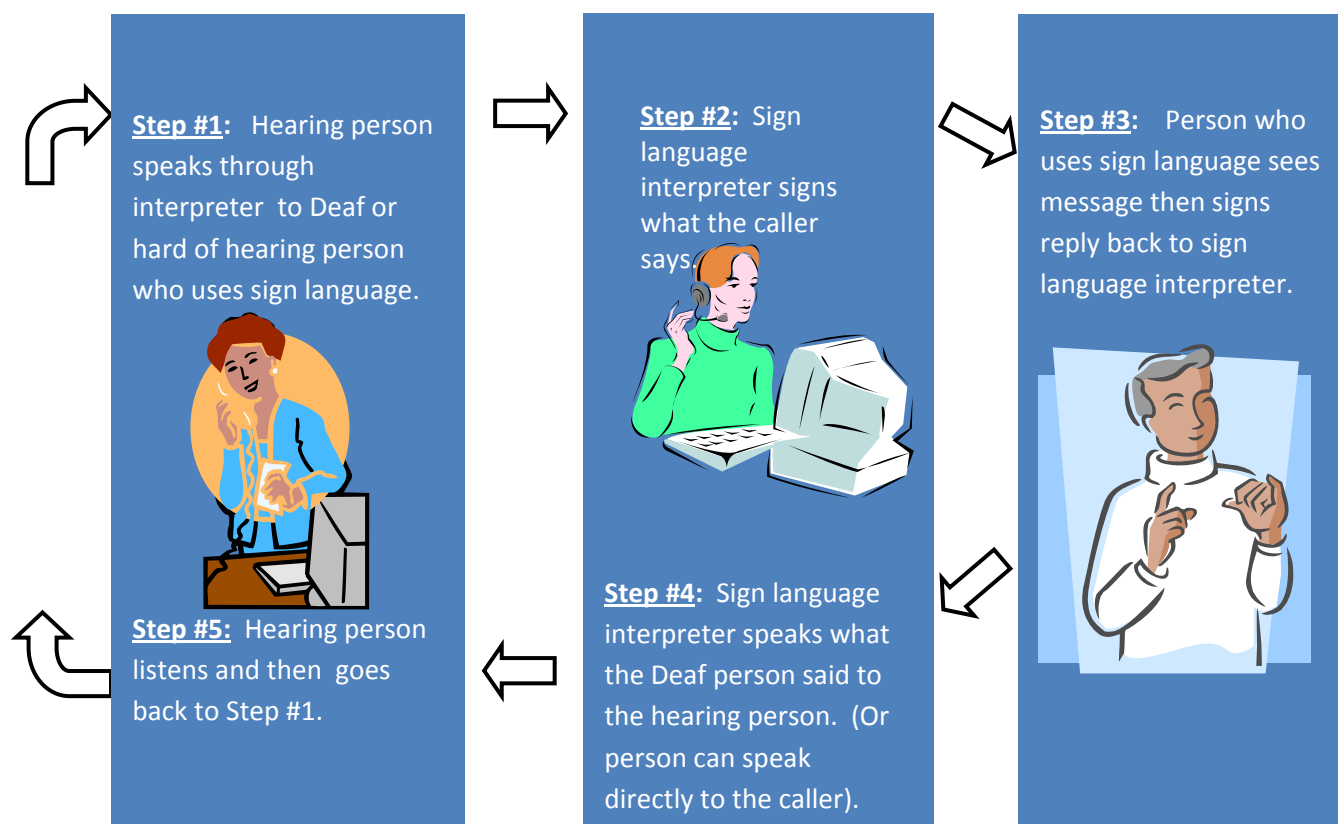 Step #1: Hearing person
speaks through
interpreter to Deaf or
hard of hearing person
who uses sign language.
Step #2: Sign
language
interpreter signs
what the caller
says.
Step #3: Person who
uses sign language sees
message then signs
reply back to sign
language interpreter.
Step #4: Sign language
interpreter speaks what
the Deaf person said to
the hearing person. (Or
person can speak
directly to the caller).
Step #5: Hearing person
listens and then goes
back to Step #1.